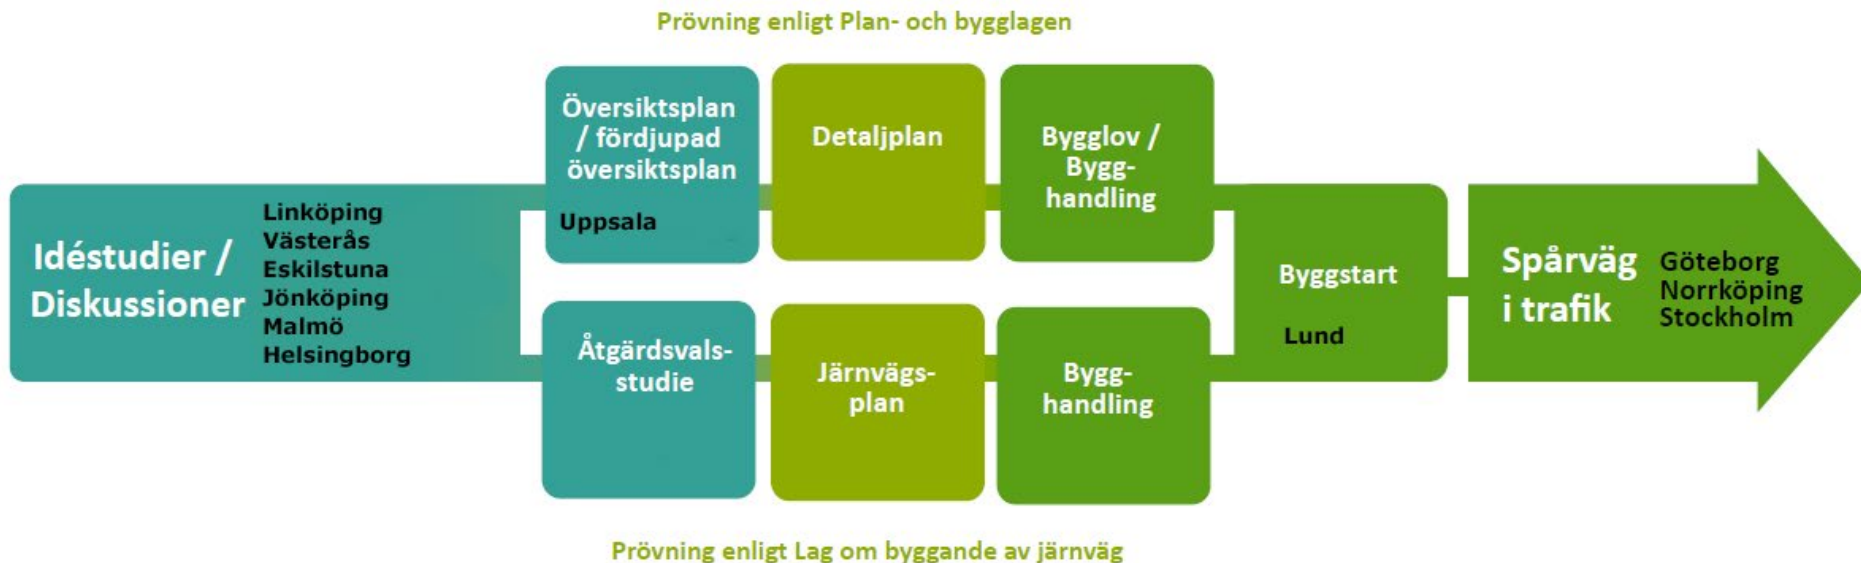 Prövning enligt Plan- och bygglagen
Idéstudier /
Diskussioner
Linköping
Västerås
Eskilstuna
Jönköping
Malmö
Helsingborg
Översiktsplan
/ fördjupad
översiktsplan
Uppsala
Detaljplan
Bygglov /
Bygg-
handling
Åtgärdsvals-
studie
Järnvägs-
plan
Bygg-
handling
Byggstart
Lund
Spårväg
i trafik
Göteborg
Norrköping
Stockholm
Prövning enligt Lag om byggande av järnväg